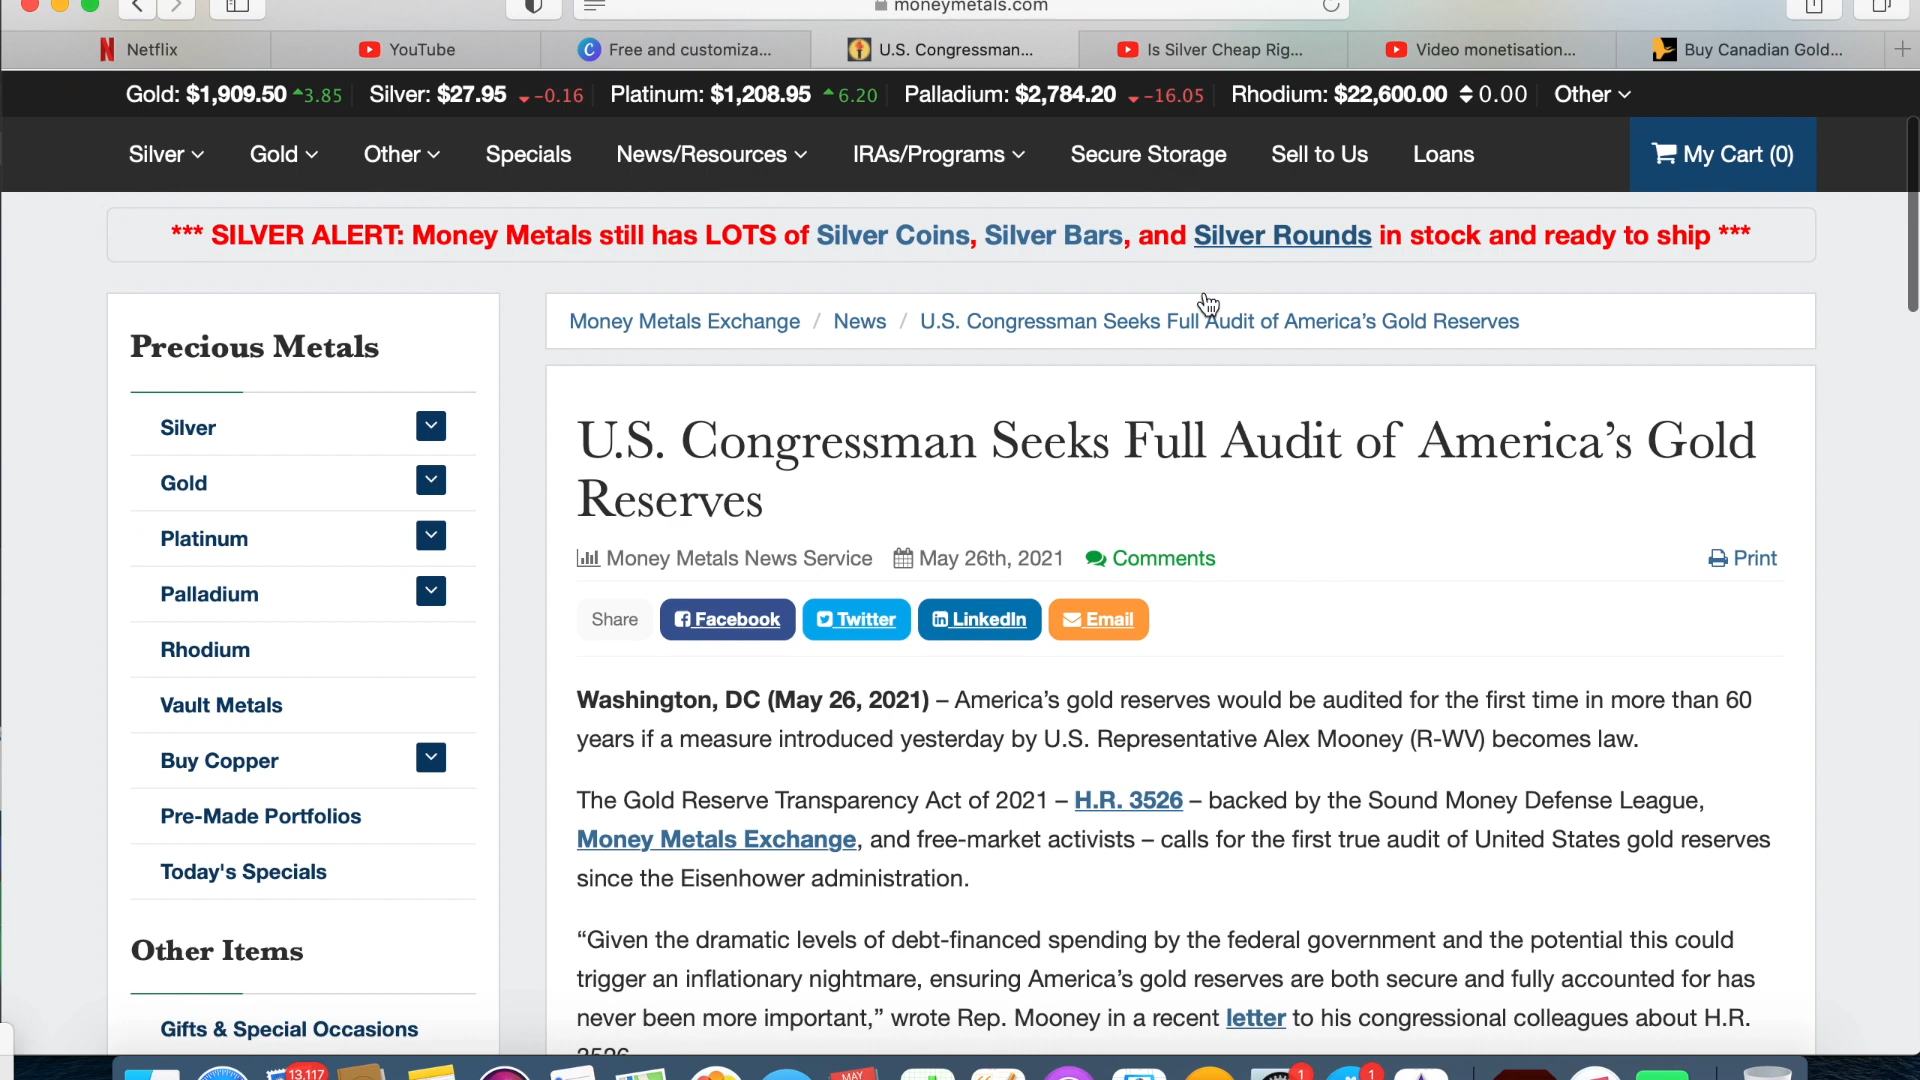 moneymetals.com
Netflix
YouTube
Free and customiza...
U.S. Congressman...
Is Silver Cheap Rig...
Video monetisation...
Buy Canadian Gold...
Gold: $1,909.50 3.85 Silver: $27.95 -0.16 Platinum: $1,208.95 6.20 Palladium: $2,784.20 -16.05 Rhodium: $22,600.00 0.00 Other
Silver Gold Other Specials News/Resources IRAs/Programs Secure Storage Sell to Us Loans My Cart (0)
*** SILVER ALERT: Money Metals still has LOTS of Silver Coins, Silver Bars, and Silver Rounds in stock and ready to ship ***
Precious Metals
Silver
Gold
Platinum
Palladium
Rhodium
Vault Metals
Buy Copper
Pre-Made Portfolios
Today's Specials
Other Items
Gifts & Special Occasions
Money Metals Exchange / News / U.S. Congressman Seeks Full Audit of America’s Gold Reserves
U.S. Congressman Seeks Full Audit of America’s Gold
Reserves
Money Metals News Service May 26th, 2021 Comments Print
Share Facebook Twitter LinkedIn Email
Washington, DC (May 26, 2021) – America’s gold reserves would be audited for the first time in more than 60
years if a measure introduced yesterday by U.S. Representative Alex Mooney (R-WV) becomes law.
The Gold Reserve Transparency Act of 2021 – H.R. 3526 – backed by the Sound Money Defense League,
Money Metals Exchange, and free-market activists – calls for the first true audit of United States gold reserves
since the Eisenhower administration.
“Given the dramatic levels of debt-financed spending by the federal government and the potential this could
trigger an inflationary nightmare, ensuring America’s gold reserves are both secure and fully accounted for has
never been more important,” wrote Rep. Mooney in a recent letter to his congressional colleagues about H.R.
3526
13,117
MAY
1
1